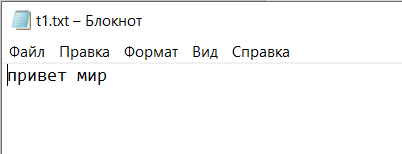 t1.txt – Блокнот
Файл Правка Формат Вид Справка
привет мир